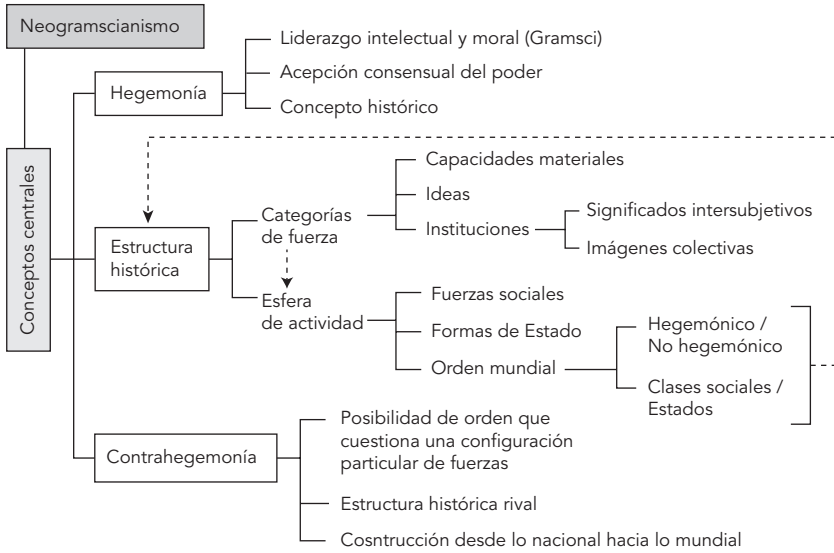 Neogramscianismo
Conceptos centrales
Hegemonía
Liderazgo intelectual y moral (Gramsci)
Acepción consensual del poder
Concepto histórico
Estructura
histórica
Categorías
de fuerza
Capacidades materiales
Ideas
Instituciones
Significados intersubjetivos
Imágenes colectivas
Esfera
de actividad
Fuerzas sociales
Formas de Estado
Orden mundial
Hegemónico /
No hegemónico
Clases sociales /
Estados
Contrahegemonía
Posibilidad de orden que
cuestiona una configuración
particular de fuerzas
Estructura histórica rival
Cosntrucción desde lo nacional hacia lo mundial